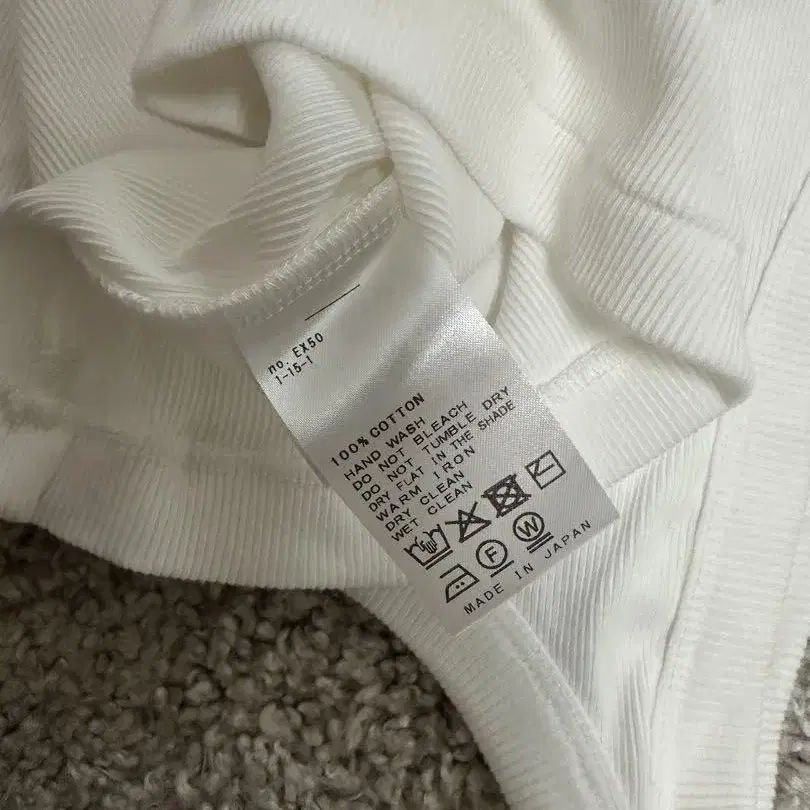 no. EX50
1-15-1
100% COTTON
HAND WASH
DO NOT BLEACH
DO NOT TUMBLE DRY
DRY FLAT IN THE SHADE
WARM IRON
DRY CLEAN
WET CLEAN
F W
MADE IN JAPAN